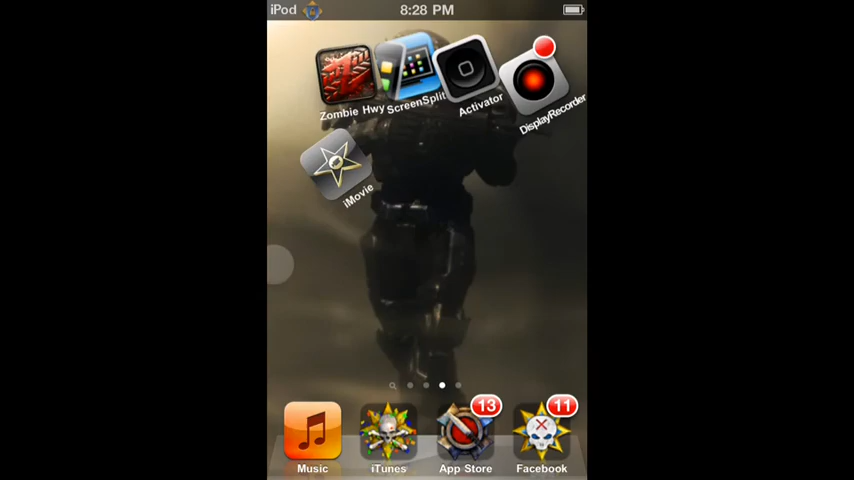 iPod 8:28 PM
Zombie Hwy ScreenSplit Activator DisplayRecorder
iMovie
13 11
Music iTunes App Store Facebook